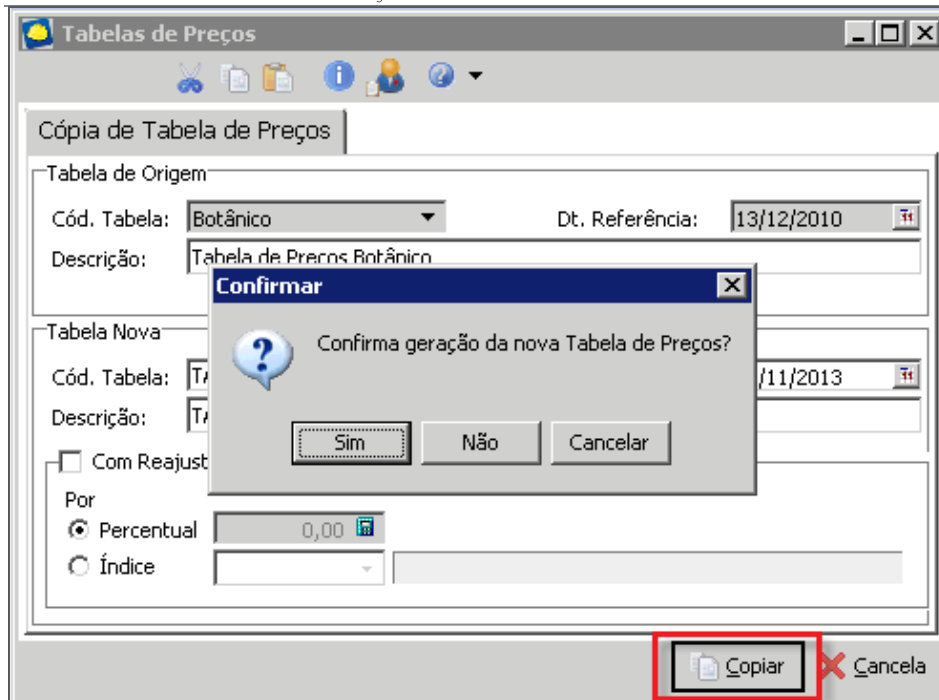 Tabelas de Preços
Cópia de Tabela de Preços
Tabela de Origem
Cód. Tabela: Botânico Dt. Referência: 13/12/2010
Descrição: Tabela de Preços Botânico
Confirmar
Tabela Nova
Confirma geração da nova Tabela de Preços?
Cód. Tabela: /11/2013
Descrição:
Sim Não Cancelar
Com Reajust
Por
Percentual 0,00
Índice
Copiar Cancela